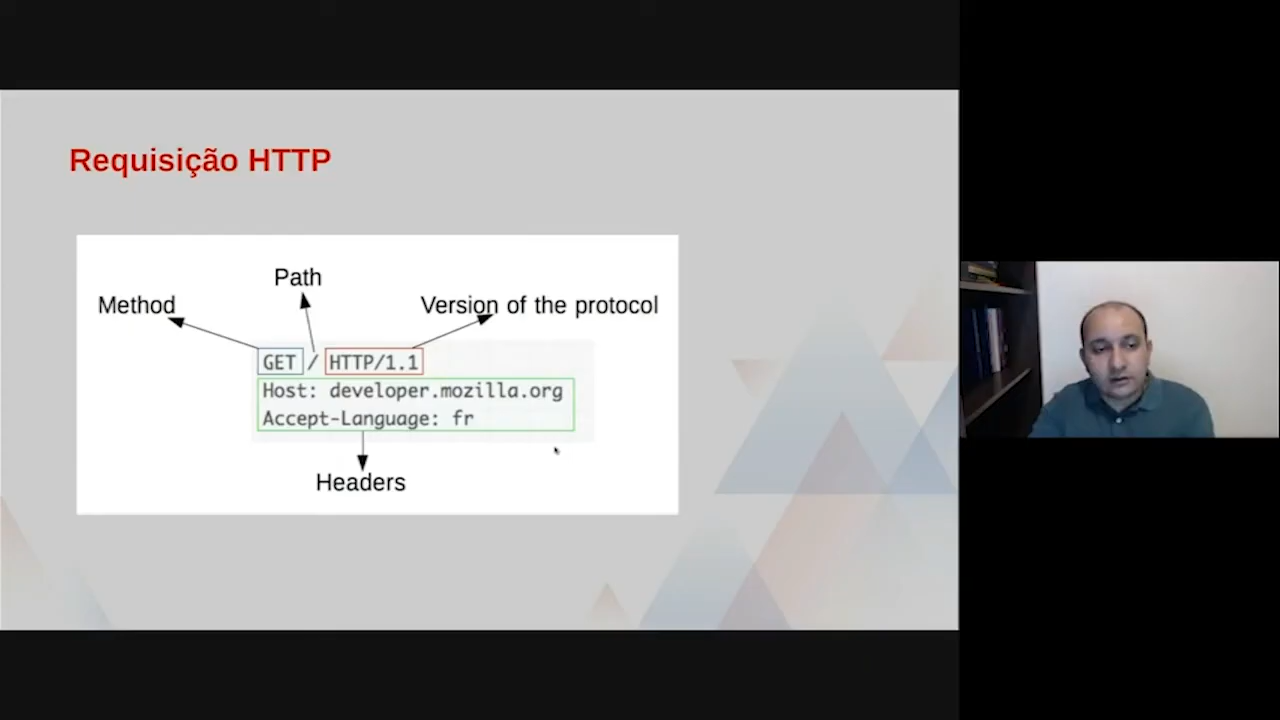 Requisição HTTP
Path
Method
Version of the protocol
GET / HTTP/1.1
Host: developer.mozilla.org
Accept-Language: fr
Headers